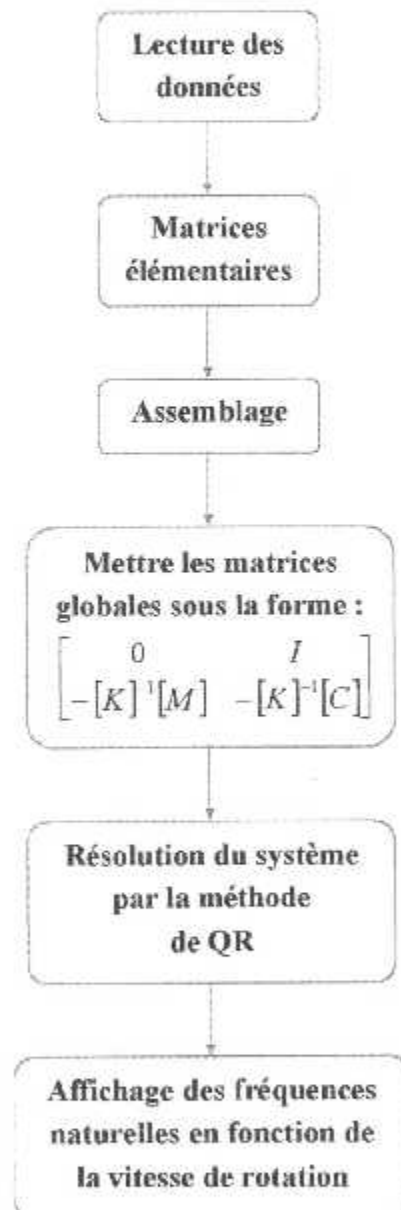 Lecture des
données
Matrices
élémentaires
Assemblage
Mettre les matrices
globales sous la forme :
0 I
-[K]⁻¹[M] -[K]⁻¹[C]
Résolution du système
par la méthode
de QR
Affichage des fréquences
naturelles en fonction de
la vitesse de rotation